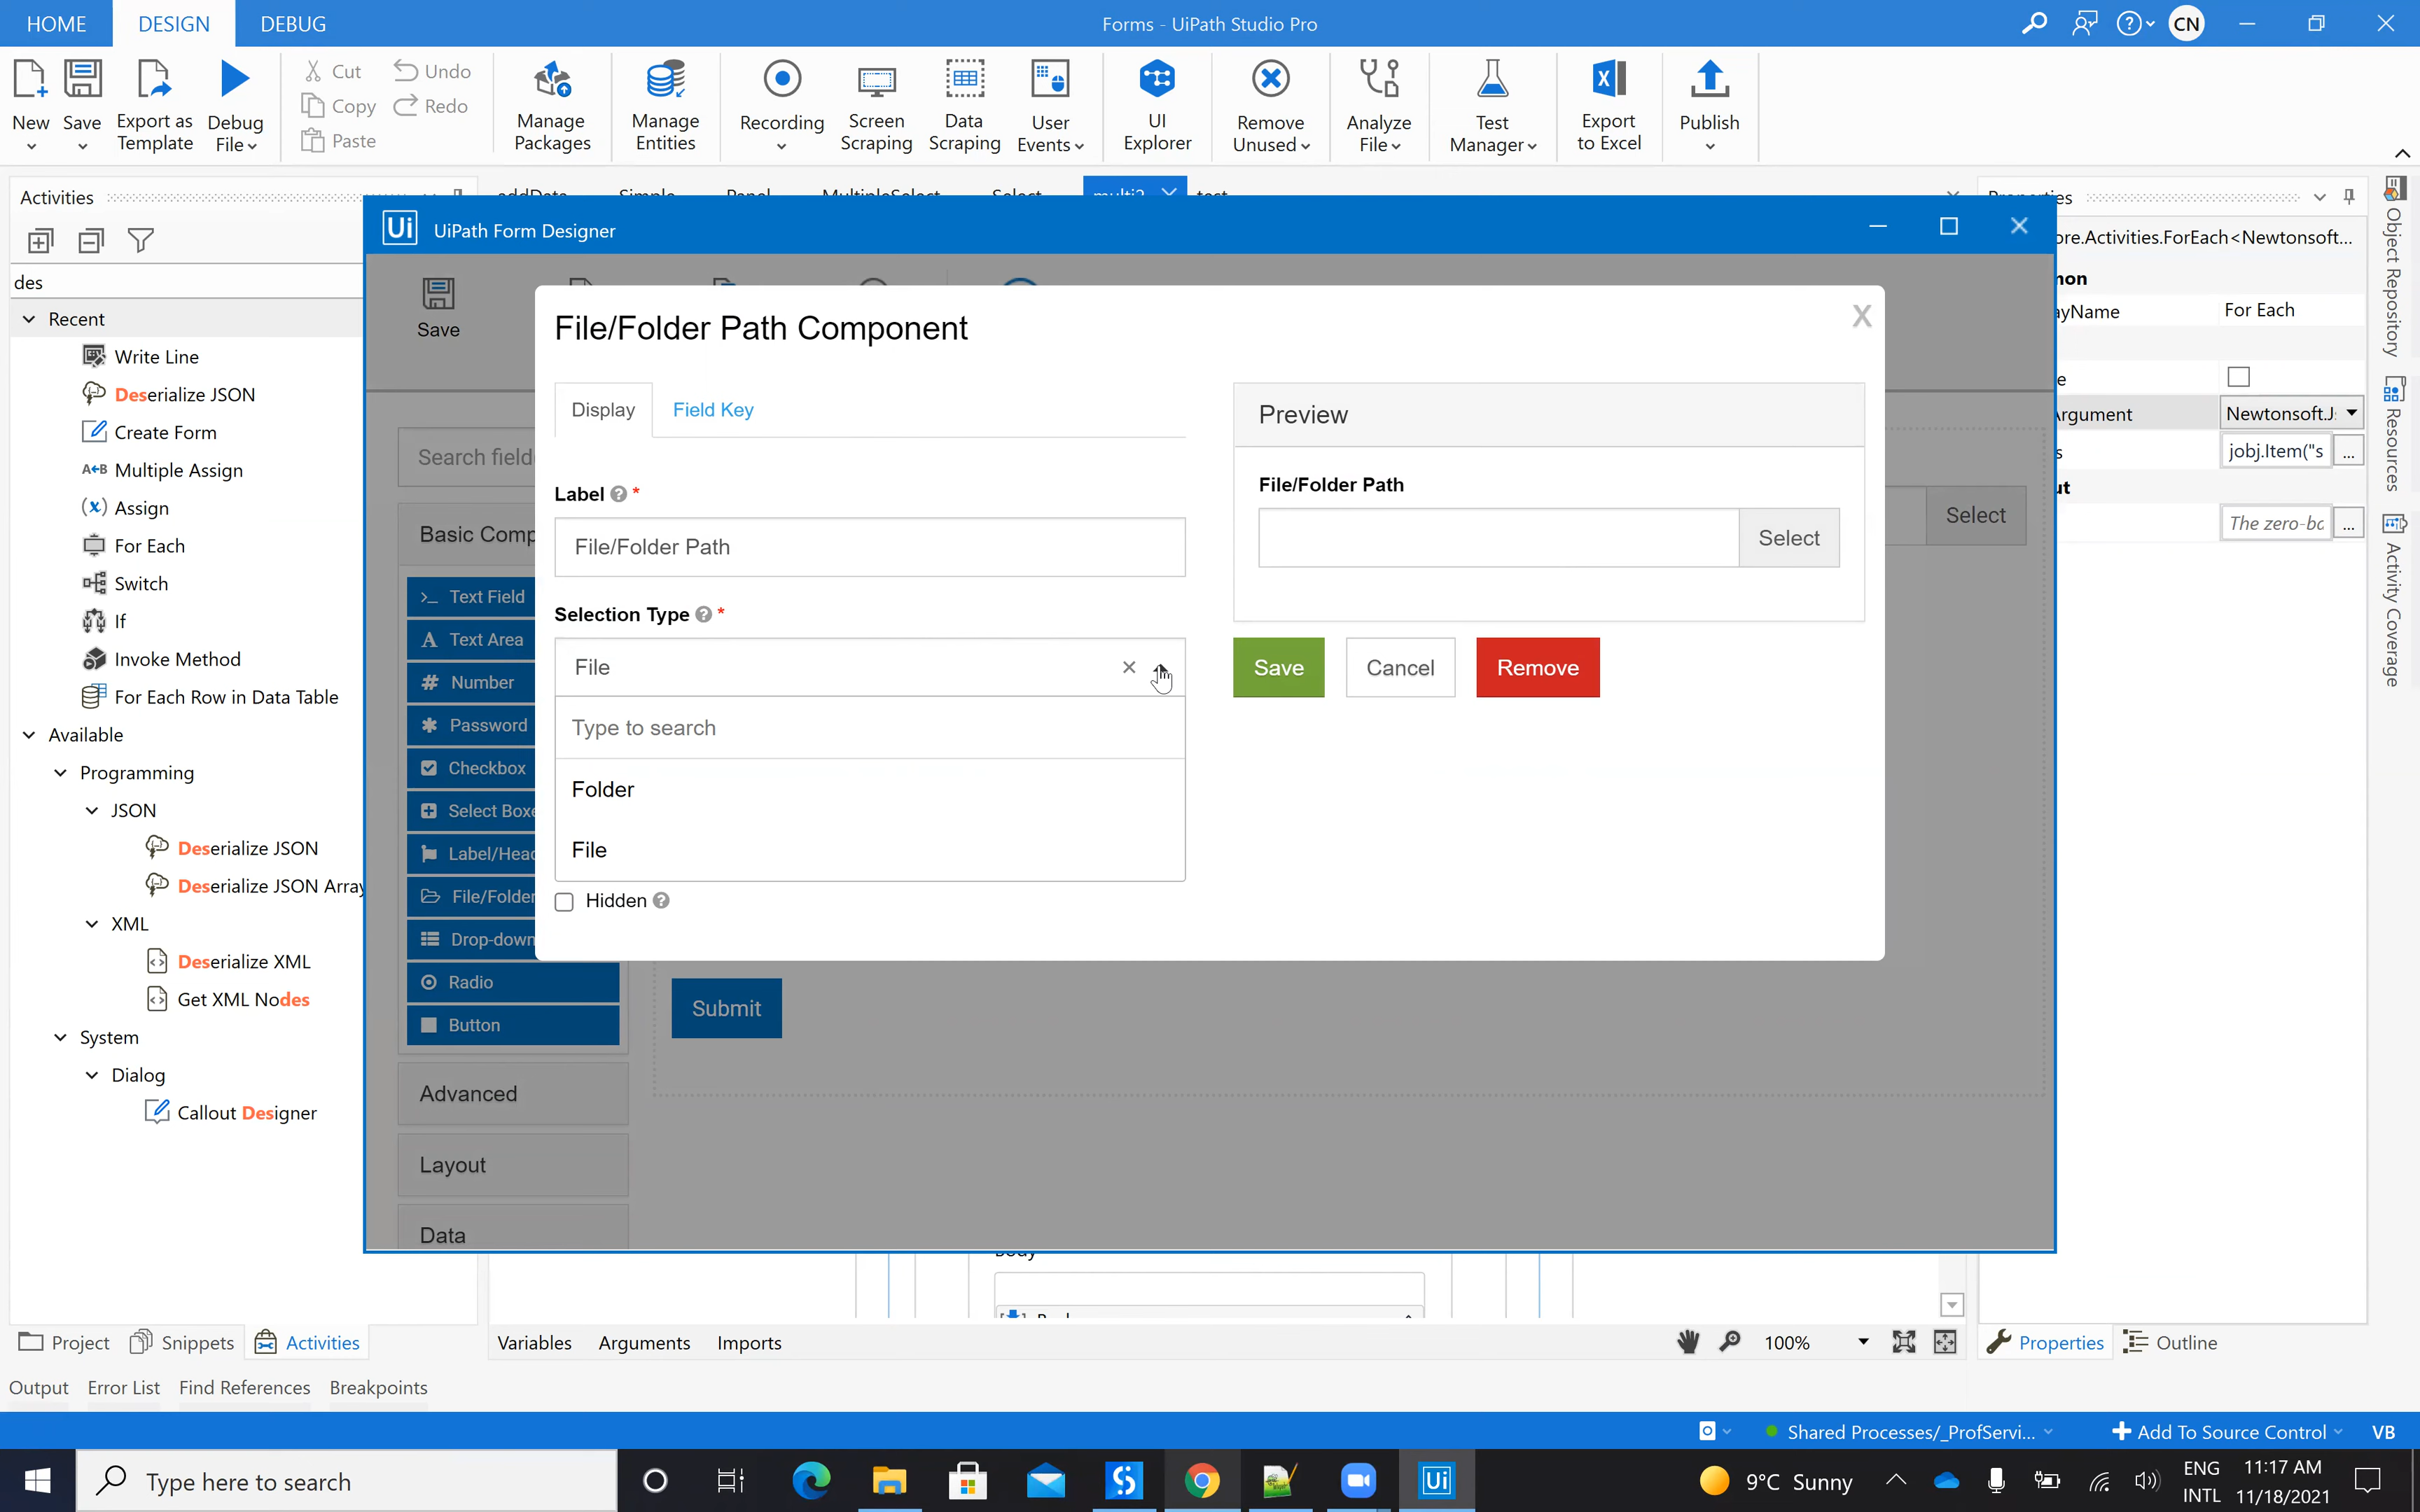 HOME DESIGN DEBUG Forms - UiPath Studio Pro CN
New Save Export as Template Debug File
Cut Copy Paste Undo Redo
Manage Packages
Manage Entities
Recording
Screen Scraping
Data Scraping
User Events
UI Explorer
Remove Unused
Analyze File
Test Manager
Export to Excel
Publish
Activities
des
Recent
Write Line
Deserialize JSON
Create Form
A←B Multiple Assign
(x) Assign
For Each
Switch
If
Invoke Method
For Each Row in Data Table
Available
Programming
JSON
Deserialize JSON
Deserialize JSON Array
XML
Deserialize XML
Get XML Nodes
System
Dialog
Callout Designer
Ui UiPath Form Designer
Save
Search field
Basic Comp
Text Field
Text Area
Number
Password
Checkbox
Select Boxe
Label/Head
File/Folder
Drop-down
Radio
Button
Advanced
Layout
Data
Submit
Select
File/Folder Path Component
X
Display Field Key
Label *
File/Folder Path
Selection Type *
File
Type to search
Folder
File
Hidden
Preview
File/Folder Path
Select
Save Cancel Remove
ore.Activities.ForEach<Newtonsoft...
mon
ayName For Each
e
Argument Newtonsoft.J
s jobj.Item("s ...
ut
The zero-bc ...
Object Repository
Resources
Activity Coverage
Project Snippets Activities
Variables Arguments Imports
100%
Properties Outline
Output Error List Find References Breakpoints
Shared Processes/_ProfServi... Add To Source Control VB
Type here to search
Ui
9°C Sunny
ENG INTL
11:17 AM
11/18/2021